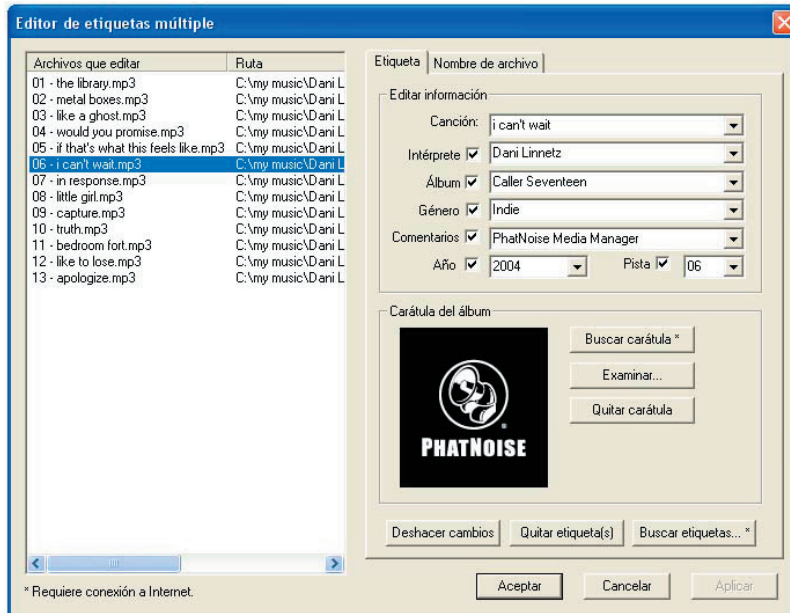 Editor de etiquetas múltiple
Archivos que editar Ruta
01 - the library.mp3 C:\my music\Dani L
02 - metal boxes.mp3 C:\my music\Dani L
03 - like a ghost.mp3 C:\my music\Dani L
04 - would you promise.mp3 C:\my music\Dani L
05 - if that's what this feels like.mp3 C:\my music\Dani L
06 - i can't wait.mp3 C:\my music\Dani L
07 - in response.mp3 C:\my music\Dani L
08 - little girl.mp3 C:\my music\Dani L
09 - capture.mp3 C:\my music\Dani L
10 - truth.mp3 C:\my music\Dani L
11 - bedroom fort.mp3 C:\my music\Dani L
12 - like to lose.mp3 C:\my music\Dani L
13 - apologize.mp3 C:\my music\Dani L
* Requiere conexión a Internet.
Etiqueta Nombre de archivo
Editar información
Canción: i can't wait
Intérprete Dani Linnetz
Álbum Caller Seventeen
Género Indie
Comentarios PhatNoise Media Manager
Año 2004 Pista 06
Carátula del álbum
PHATNOISE ®
Buscar carátula *
Examinar...
Quitar carátula
Deshacer cambios Quitar etiqueta(s) Buscar etiquetas... *
Aceptar Cancelar Aplicar